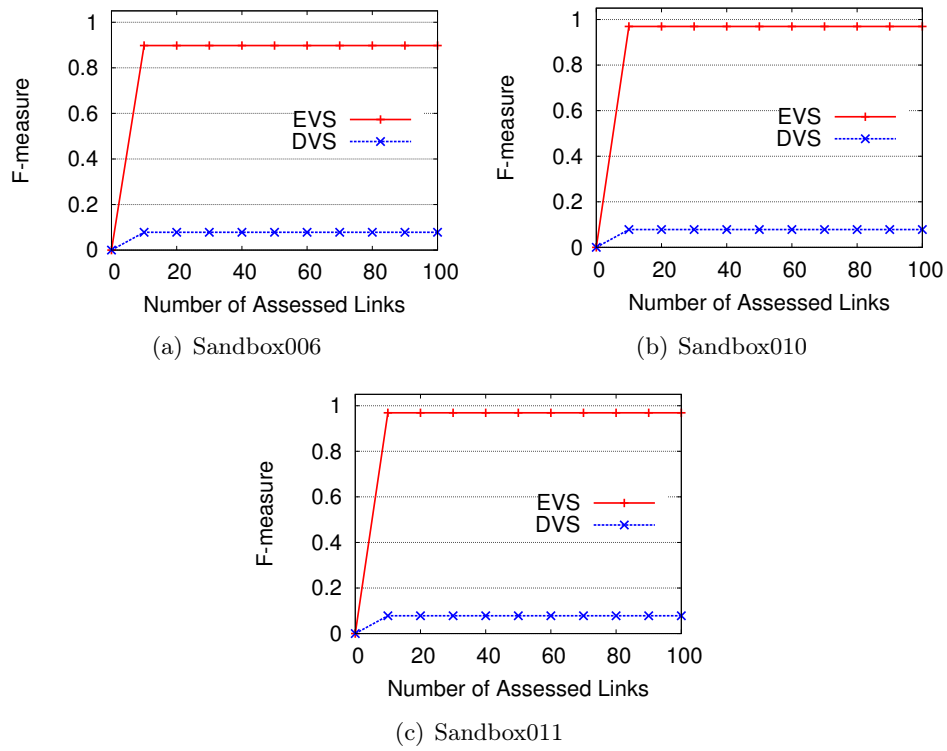 1
0.8
0.6
0.4
0.2
0
F-measure
EVS
DVS
0 20 40 60 80 100
Number of Assessed Links
(a) Sandbox006
1
0.8
0.6
0.4
0.2
0
F-measure
EVS
DVS
0 20 40 60 80 100
Number of Assessed Links
(b) Sandbox010
1
0.8
0.6
0.4
0.2
0
F-measure
EVS
DVS
0 20 40 60 80 100
Number of Assessed Links
(c) Sandbox011